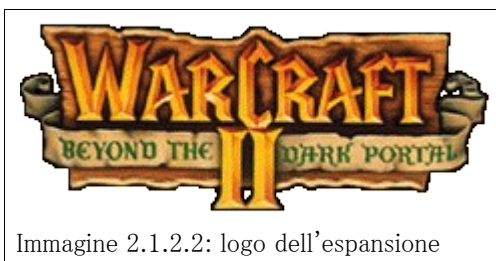 WARCRAFT
II
BEYOND THE DARK PORTAL
Immagine 2.1.2.2: logo dell'espansione